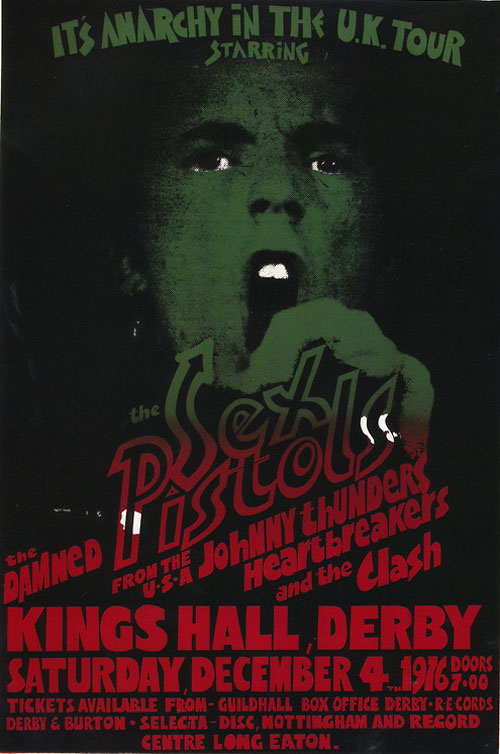 IT'S ANARCHY IN THE U.K. TOUR
STARRING
the Sex
Pistols
the DAMNED
FROM THE U.S.A JOHNNY THUNDERS
Heartbreakers
and the Clash
KINGS HALL, DERBY
SATURDAY, DECEMBER 4TH 1976 DOORS 7.00
TICKETS AVAILABLE FROM - GUILDHALL BOX OFFICE DERBY • RECORDS
DERBY & BURTON • SELECTA - DISC, NOTTINGHAM AND RECORD
CENTRE LONG EATON.